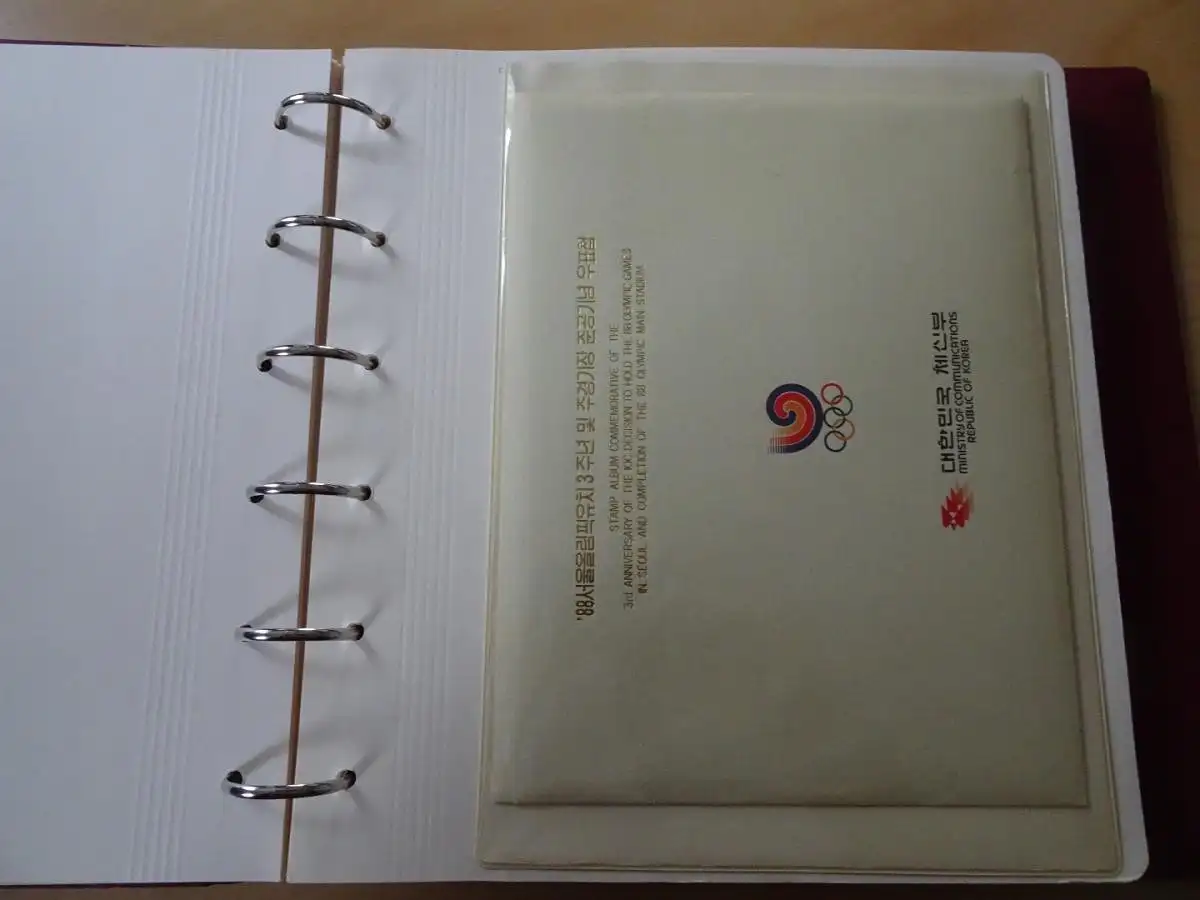 '88서울올림픽유치 3주년 및 주경기장 준공기념 우표첩
STAMP ALBUM COMMEMORATIVE OF THE
3rd ANNIVERSARY OF THE IOC DECISION TO HOLD THE '88 OLYMPIC GAMES
IN SEOUL AND COMPLETION OF THE '88 OLYMPIC MAIN STADIUM
대한민국 체신부
MINISTRY OF COMMUNICATIONS
REPUBLIC OF KOREA